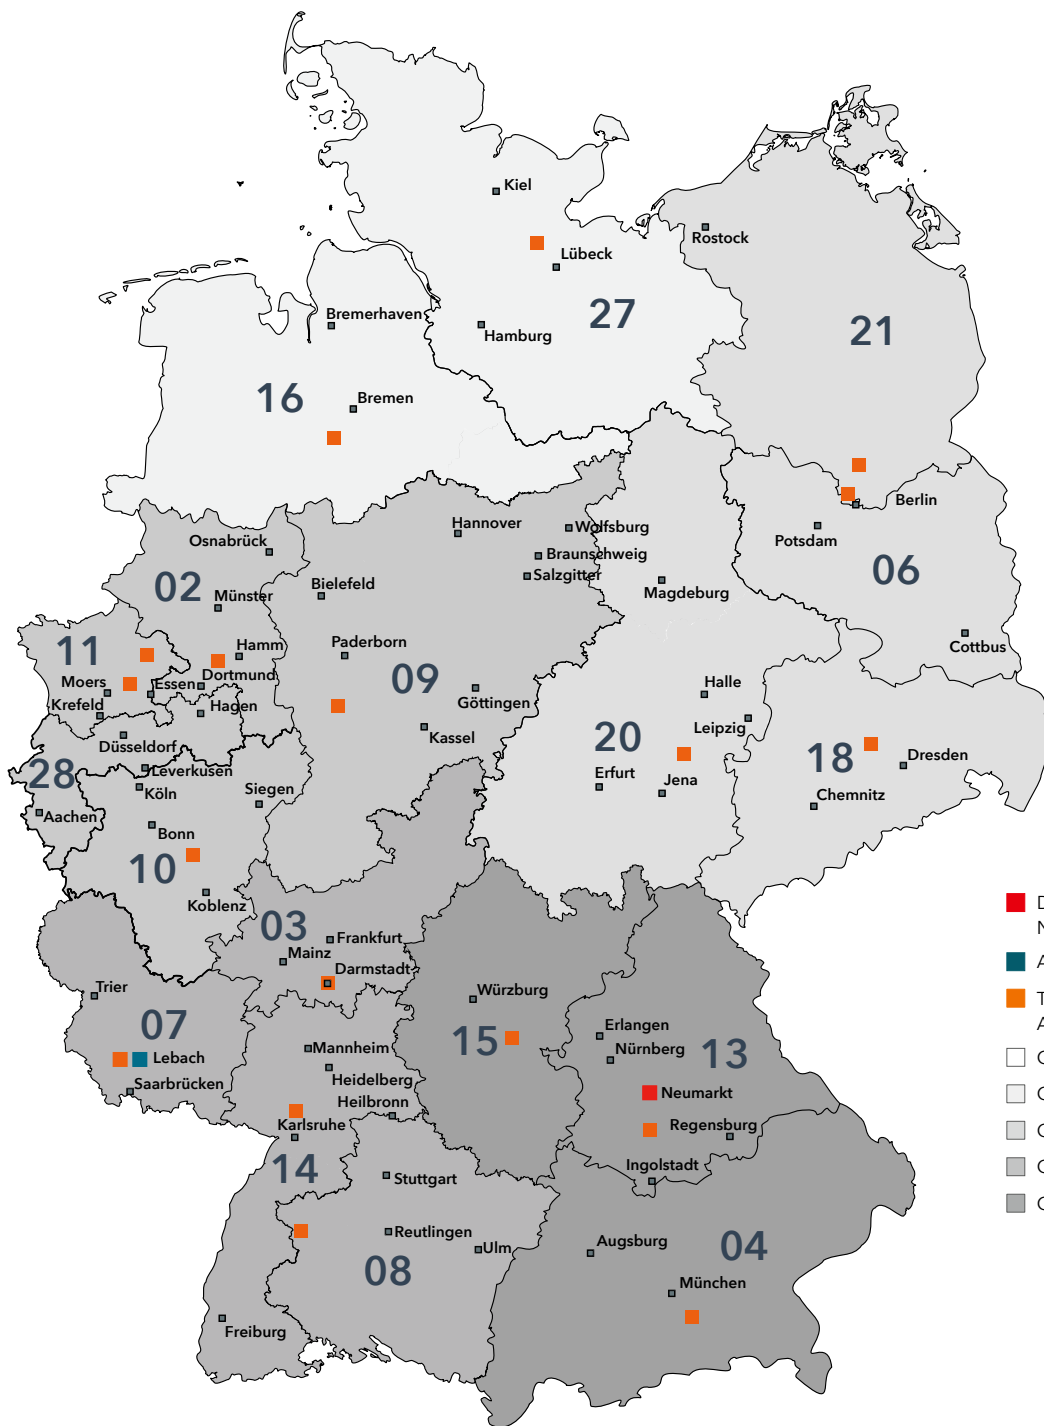 Kiel
Rostock
Lübeck
27
Bremerhaven
Hamburg
21
16
Bremen
Berlin
Hannover
Wolfsburg
Potsdam
Osnabrück
Braunschweig
06
02
Bielefeld
Salzgitter
Münster
Magdeburg
11
Hamm
Paderborn
Cottbus
Moers
Essen
Dortmund
09
Halle
Krefeld
Hagen
Göttingen
Leipzig
Düsseldorf
Kassel
20
18
Dresden
28
Leverkusen
Köln
Siegen
Erfurt
Jena
Chemnitz
Aachen
Bonn
10
Koblenz
03
Frankfurt
Mainz
Darmstadt
Trier
Würzburg
07
15
Erlangen
Nürnberg
13
Lebach
Mannheim
Saarbrücken
Heidelberg
Neumarkt
Heilbronn
Karlsruhe
Regensburg
14
Ingolstadt
Stuttgart
Reutlingen
Ulm
Augsburg
04
08
München
Freiburg
D
N
A
T
A